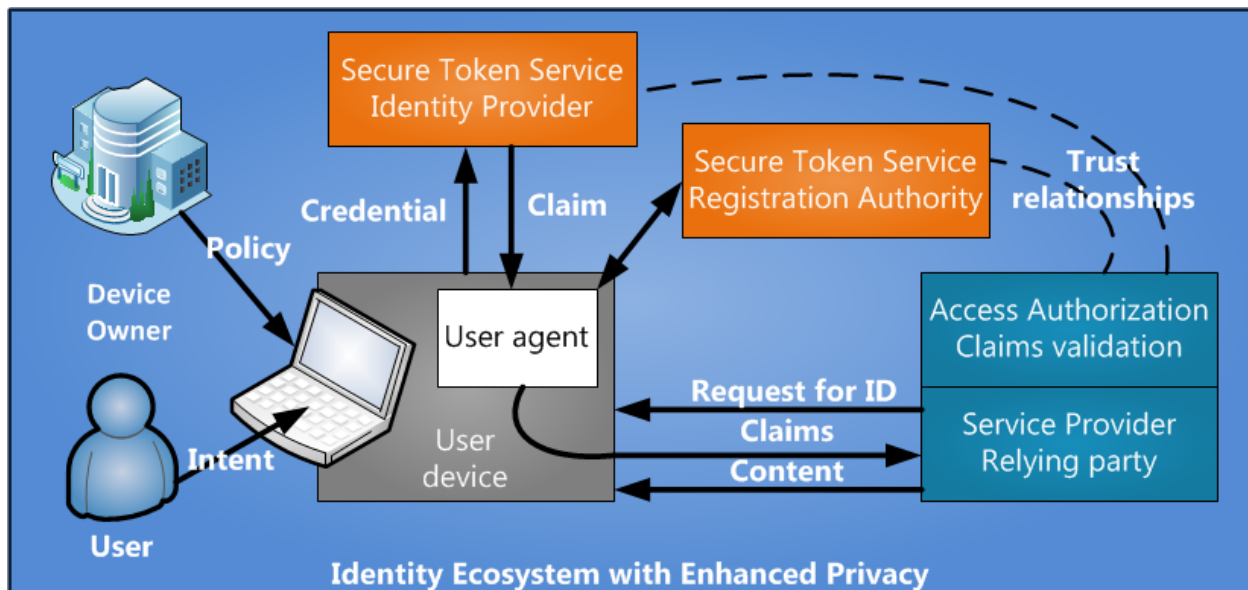 Secure Token Service
Identity Provider
Secure Token Service
Registration Authority
Trust
relationships
Credential
Claim
Policy
Device
Owner
User agent
Access Authorization
Claims validation
Request for ID
Claims
Content
Service Provider
Relying party
User
device
Intent
User
Identity Ecosystem with Enhanced Privacy